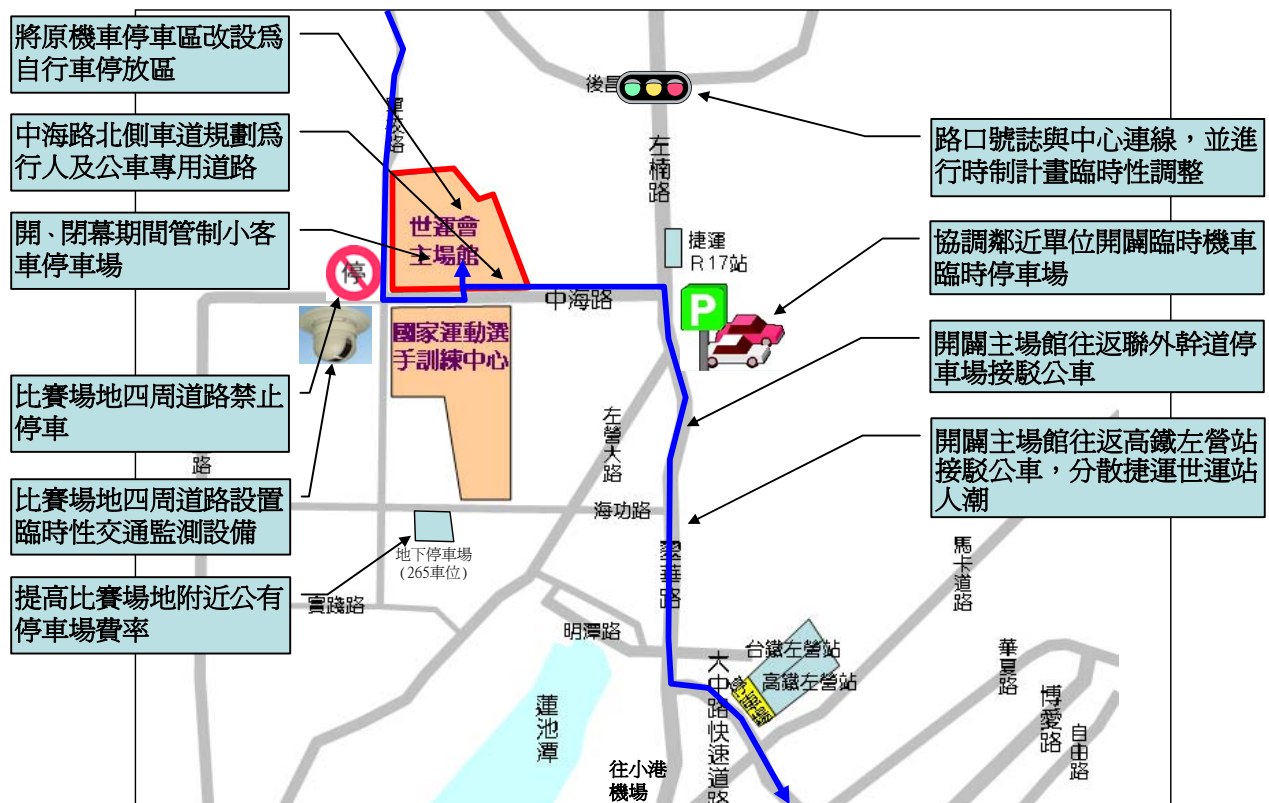 將原機車停車區改設為
自行車停放區
中海路北側車道規劃為
行人及公車專用道路
開、閉幕期間管制小客
車停車場
比賽場地四周道路禁止
停車
比賽場地四周道路設置
臨時性交通監測設備
提高比賽場地附近公有
停車場費率
路口號誌與中心連線，並進
行時制計畫臨時性調整
協調鄰近單位開闢臨時機車
臨時停車場
開闢主場館往返聯外幹道停
車場接駁公車
開闢主場館往返高鐵左營站
接駁公車，分散捷運世運站
人潮
後昌
左楠路
世運會
主場館
停
捷運
R17站
P
中海路
國家運動選
手訓練中心
左營大路
路
海功路
地下停車場
(265車位)
實踐路
明潭路
馬卡道路
台鐵左營站
高鐵左營站
華夏路
博愛路
自由路
大中路快速道路
蓮池潭
往小港
機場